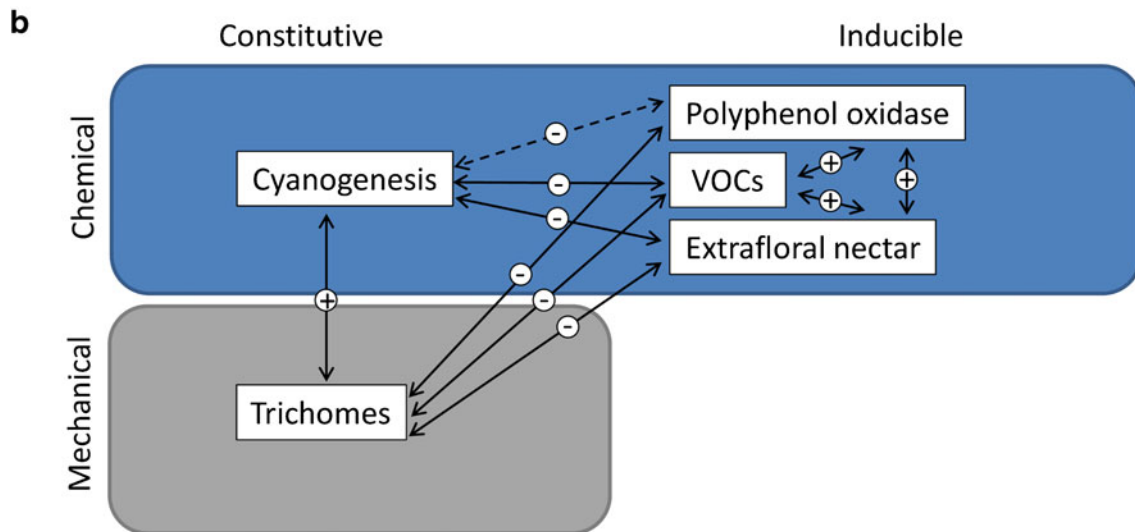 b
Constitutive
Inducible
Chemical
Polyphenol oxidase
-
Cyanogenesis
-
VOCs
+
+
+
-
Extrafloral nectar
-
+
-
-
Mechanical
Trichomes